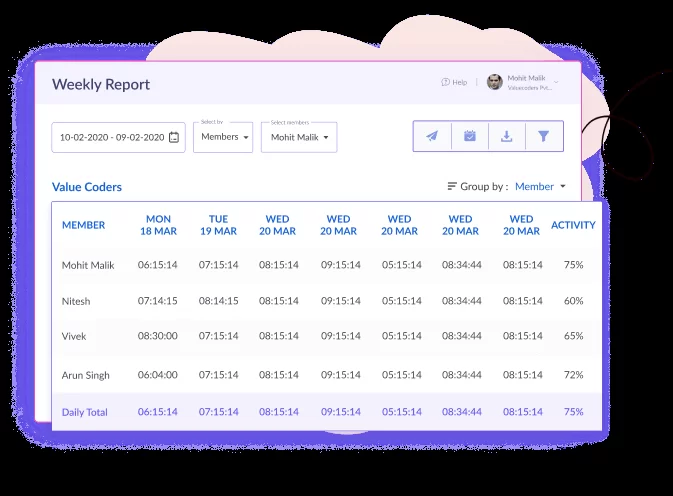 Weekly Report
Help
Mohit Malik
Valuecoders Pvt...
10-02-2020 - 09-02-2020
Select by
Members
Select members
Mohit Malik
Value Coders
Group by : Member
MEMBER MON 18 MAR TUE 19 MAR WED 20 MAR WED 20 MAR WED 20 MAR WED 20 MAR WED 20 MAR ACTIVITY
Mohit Malik 06:15:14 07:15:14 08:15:14 09:15:14 05:15:14 08:34:44 08:15:14 75%
Nitesh 07:14:15 08:14:15 08:15:14 09:15:14 05:15:14 08:34:44 08:15:14 60%
Vivek 08:30:00 07:15:14 08:15:14 09:15:14 05:15:14 08:34:44 08:15:14 65%
Arun Singh 06:04:00 07:15:14 08:15:14 09:15:14 05:15:14 08:34:44 08:15:14 72%
Daily Total 06:15:14 07:15:14 08:15:14 09:15:14 05:15:14 08:34:44 08:15:14 75%